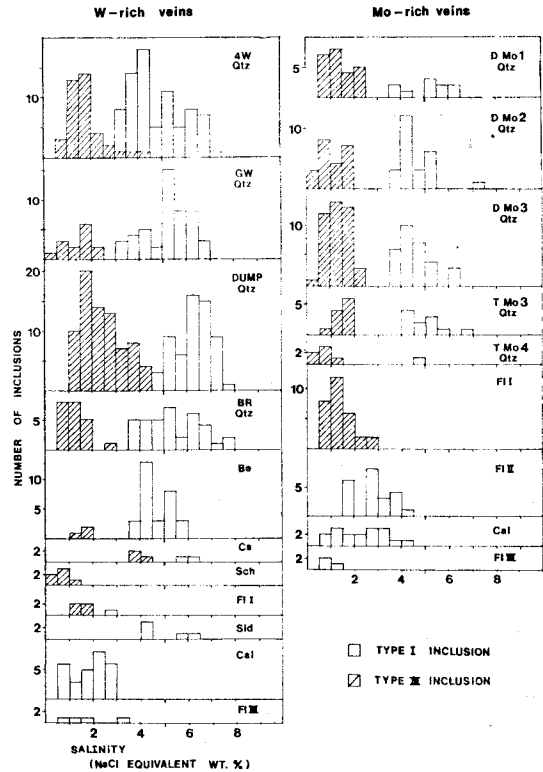 W-rich veins
Mo-rich veins
4W
Qtz
10
GW
Qtz
10
20
DUMP
Qtz
10
BR
Qtz
5
Be
10
5
Cs
2
Sch
2
Fl I
2
Sid
2
Cal
5
Fl III
2
2
4
6
8
NUMBER OF INCLUSIONS
SALINITY
(NaCl EQUIVALENT WT. %)
D Mo1
Qtz
5
D Mo2
Qtz
10
D Mo3
Qtz
10
T Mo3
Qtz
5
T Mo4
Qtz
2
Fl I
10
Fl II
5
Cal
2
Fl III
2
2
4
6
8
TYPE I INCLUSION
TYPE III INCLUSION